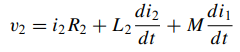 v₂ = i₂R₂ + L₂ di₂/dt + M di₁/dt